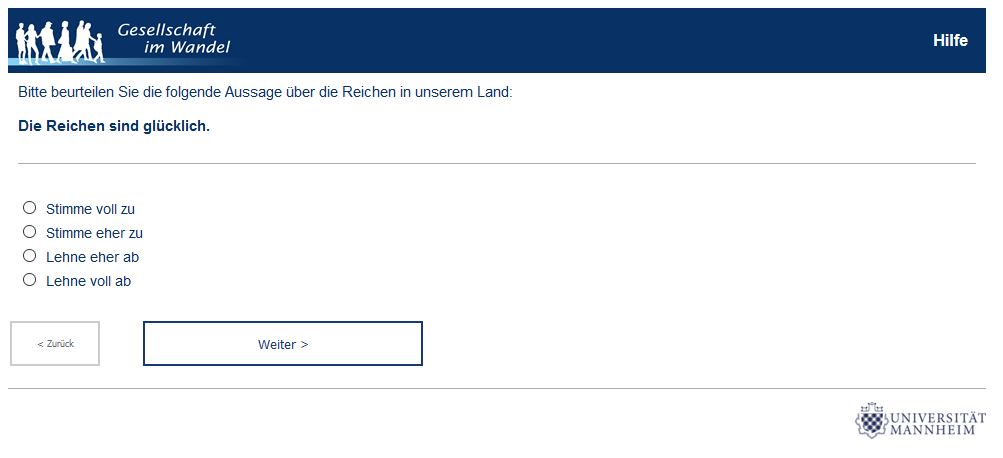 Gesellschaft
im Wandel
Hilfe
Bitte beurteilen Sie die folgende Aussage über die Reichen in unserem Land:
Die Reichen sind glücklich.
Stimme voll zu
Stimme eher zu
Lehne eher ab
Lehne voll ab
< Zurück
Weiter >
UNIVERSITÄT
MANNHEIM